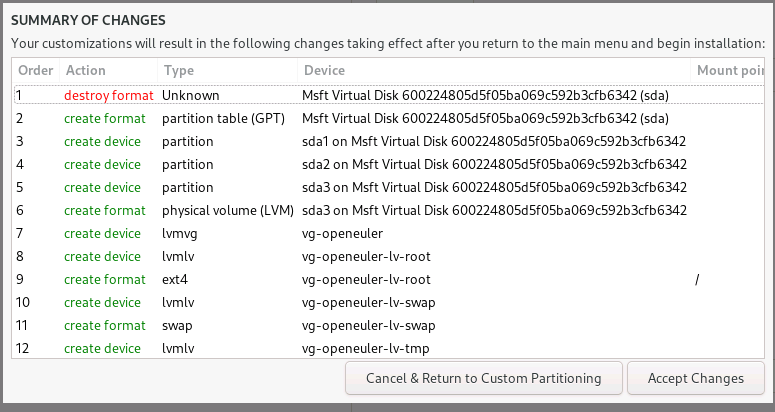 SUMMARY OF CHANGES
Your customizations will result in the following changes taking effect after you return to the main menu and begin installation:
Order Action Type Device Mount poin
1 destroy format Unknown Msft Virtual Disk 600224805d5f05ba069c592b3cfb6342 (sda)
2 create format partition table (GPT) Msft Virtual Disk 600224805d5f05ba069c592b3cfb6342 (sda)
3 create device partition sda1 on Msft Virtual Disk 600224805d5f05ba069c592b3cfb6342
4 create device partition sda2 on Msft Virtual Disk 600224805d5f05ba069c592b3cfb6342
5 create device partition sda3 on Msft Virtual Disk 600224805d5f05ba069c592b3cfb6342
6 create format physical volume (LVM) sda3 on Msft Virtual Disk 600224805d5f05ba069c592b3cfb6342
7 create device lvmvg vg-openeuler
8 create device lvmlv vg-openeuler-lv-root
9 create format ext4 vg-openeuler-lv-root /
10 create device lvmlv vg-openeuler-lv-swap
11 create format swap vg-openeuler-lv-swap
12 create device lvmlv vg-openeuler-lv-tmp
Cancel & Return to Custom Partitioning Accept Changes